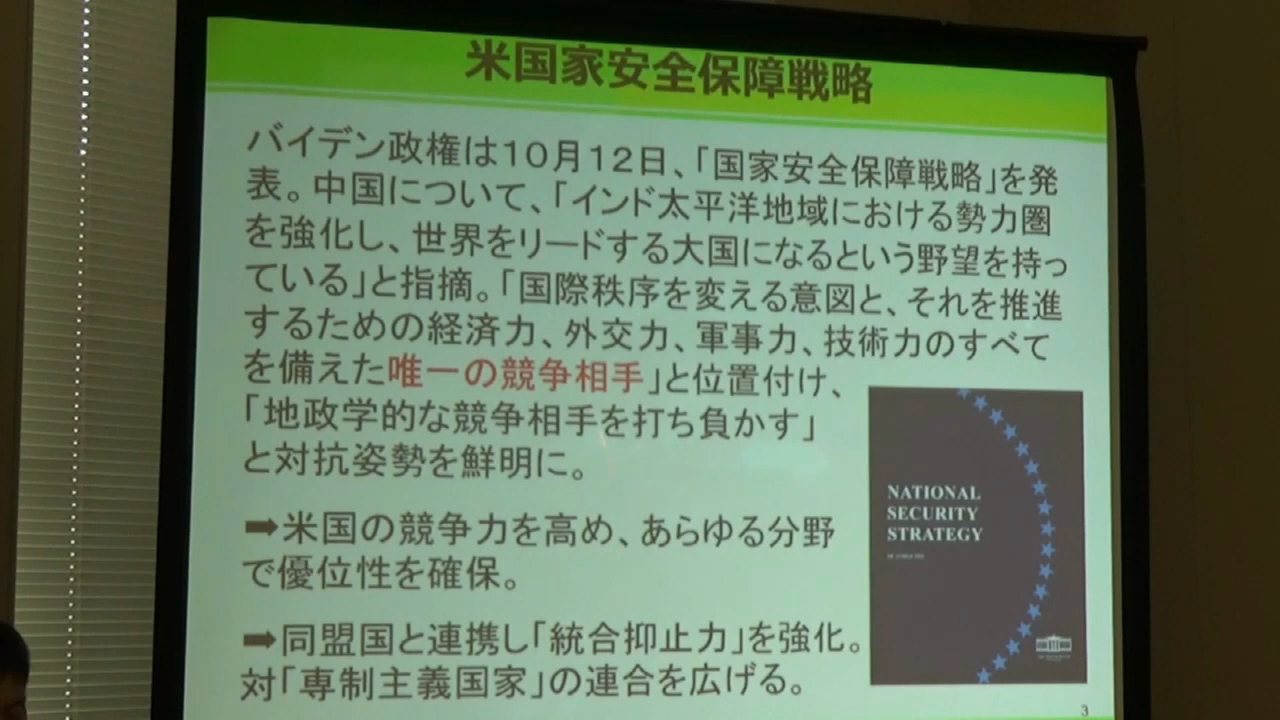 米国家安全保障戦略
バイデン政権は10月12日、「国家安全保障戦略」を発
表。中国について、「インド太平洋地域における勢力圏
を強化し、世界をリードする大国になるという野望を持っ
ている」と指摘。「国際秩序を変える意図と、それを推進
するための経済力、外交力、軍事力、技術力のすべて
を備えた唯一の競争相手」と位置付け、
「地政学的な競争相手を打ち負かす」
と対抗姿勢を鮮明に。
➡米国の競争力を高め、あらゆる分野
で優位性を確保。
➡同盟国と連携し「統合抑止力」を強化。
対「専制主義国家」の連合を広げる。
NATIONAL
SECURITY
STRATEGY
3